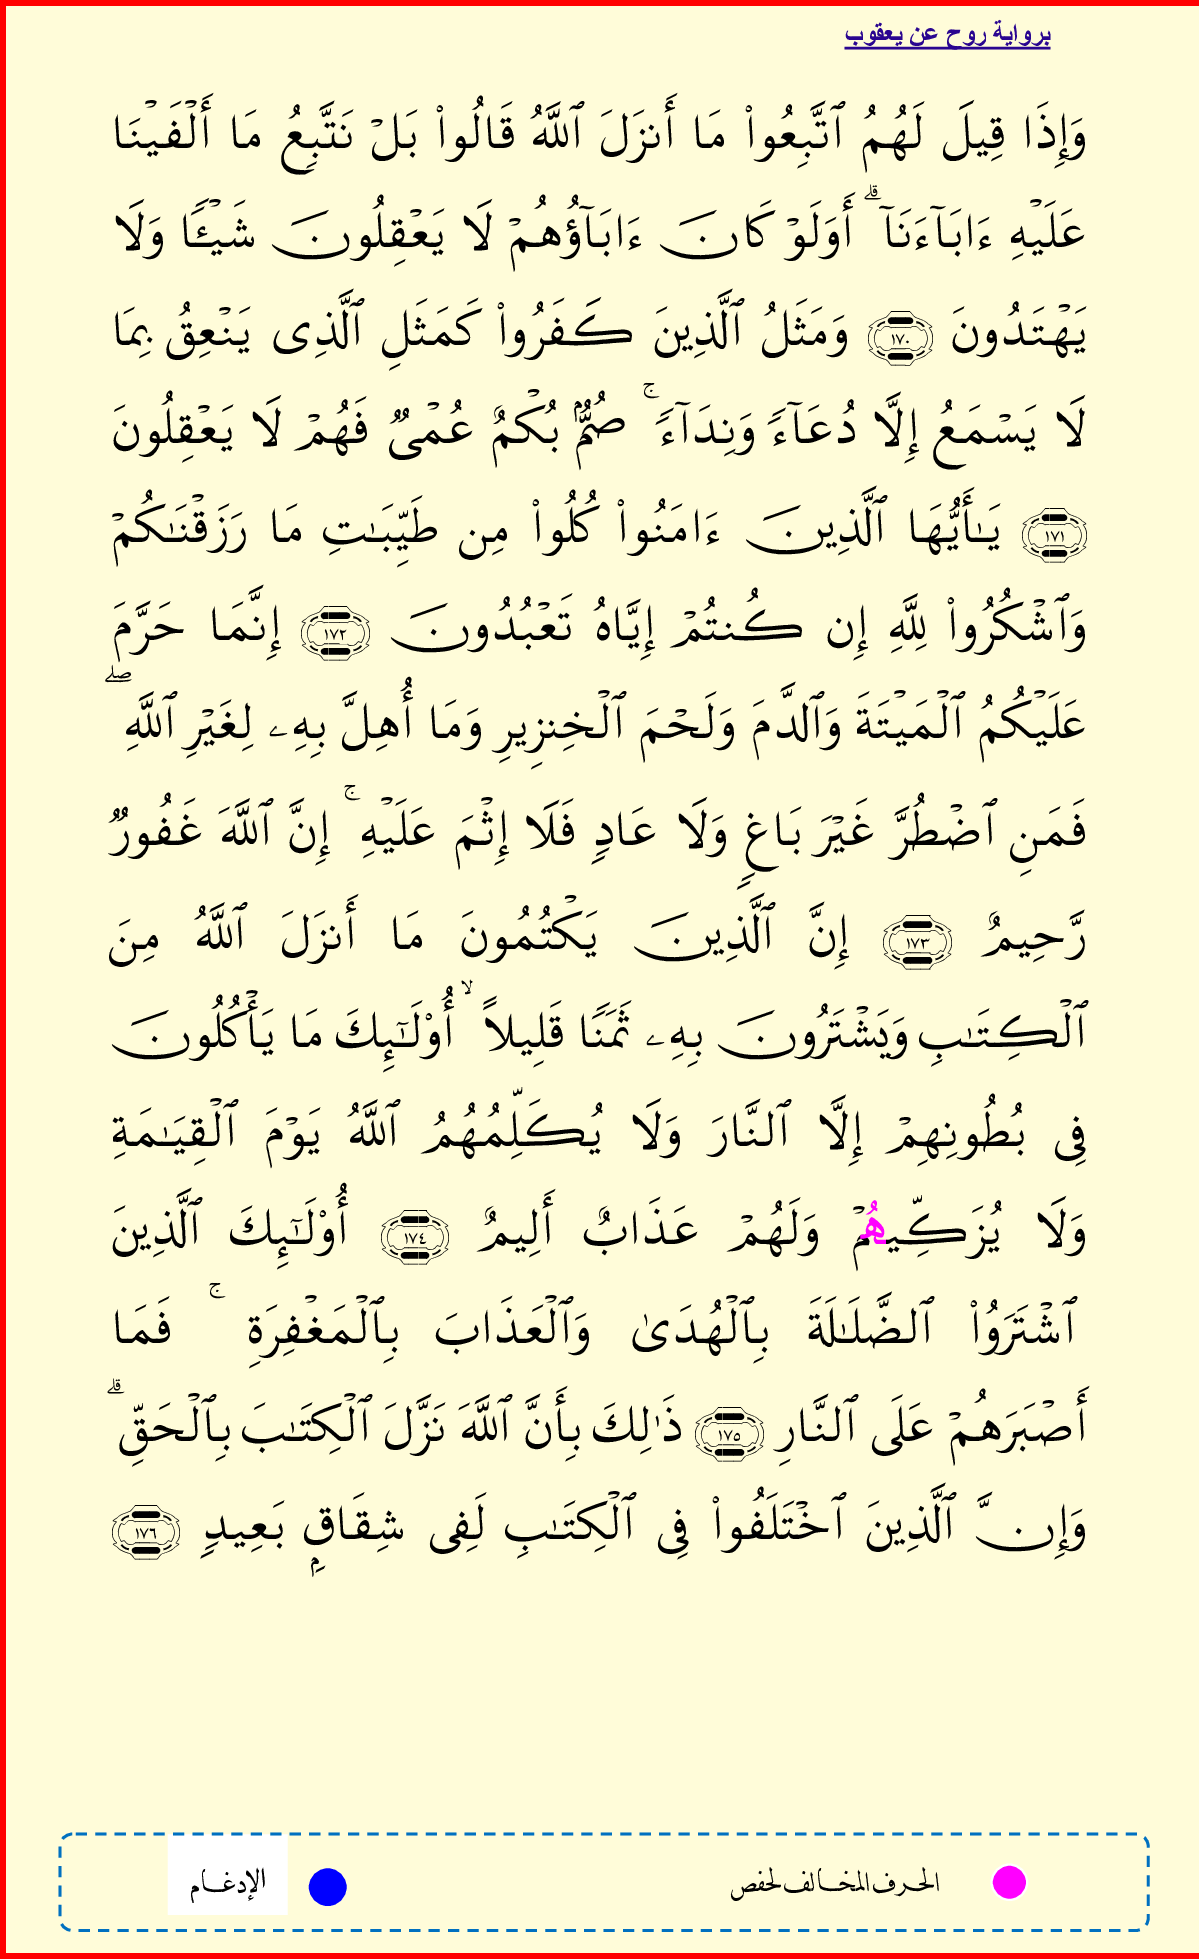 برواية روح عن يعقوب
وَإِذَا قِيلَ لَهُمُ ٱتَّبِعُوا۟ مَا أَنزَلَ ٱللَّهُ قَالُوا۟ بَلْ نَتَّبِعُ مَا أَلْفَيْنَا
عَلَيْهِ ءَابَآءَنَآ ۗ أَوَلَوْ كَانَ ءَابَآؤُهُمْ لَا يَعْقِلُونَ شَيْـًٔا وَلَا
يَهْتَدُونَ ١٧٠ وَمَثَلُ ٱلَّذِينَ كَفَرُوا۟ كَمَثَلِ ٱلَّذِى يَنْعِقُ بِمَا
لَا يَسْمَعُ إِلَّا دُعَآءً وَنِدَآءً ۚ صُمٌّۢ بُكْمٌ عُمْىٌ فَهُمْ لَا يَعْقِلُونَ
١٧١ يَـٰٓأَيُّهَا ٱلَّذِينَ ءَامَنُوا۟ كُلُوا۟ مِن طَيِّبَـٰتِ مَا رَزَقْنَـٰكُمْ
وَٱشْكُرُوا۟ لِلَّهِ إِن كُنتُمْ إِيَّاهُ تَعْبُدُونَ ١٧٢ إِنَّمَا حَرَّمَ
عَلَيْكُمُ ٱلْمَيْتَةَ وَٱلدَّمَ وَلَحْمَ ٱلْخِنزِيرِ وَمَا أُهِلَّ بِهِۦ لِغَيْرِ ٱللَّهِ ۖ
فَمَنِ ٱضْطُرَّ غَيْرَ بَاغٍ وَلَا عَادٍ فَلَا إِثْمَ عَلَيْهِ ۚ إِنَّ ٱللَّهَ غَفُورٌ
رَّحِيمٌ ١٧٣ إِنَّ ٱلَّذِينَ يَكْتُمُونَ مَا أَنزَلَ ٱللَّهُ مِنَ
ٱلْكِتَـٰبِ وَيَشْتَرُونَ بِهِۦ ثَمَنًا قَلِيلًا ۙ أُو۟لَـٰٓئِكَ مَا يَأْكُلُونَ
فِى بُطُونِهِمْ إِلَّا ٱلنَّارَ وَلَا يُكَلِّمُهُمُ ٱللَّهُ يَوْمَ ٱلْقِيَـٰمَةِ
وَلَا يُزَكِّيهُمْ وَلَهُمْ عَذَابٌ أَلِيمٌ ١٧٤ أُو۟لَـٰٓئِكَ ٱلَّذِينَ
ٱشْتَرَوُا۟ ٱلضَّلَـٰلَةَ بِٱلْهُدَىٰ وَٱلْعَذَابَ بِٱلْمَغْفِرَةِ ۚ فَمَا
أَصْبَرَهُمْ عَلَى ٱلنَّارِ ١٧٥ ذَٰلِكَ بِأَنَّ ٱللَّهَ نَزَّلَ ٱلْكِتَـٰبَ بِٱلْحَقِّ ۗ
وَإِنَّ ٱلَّذِينَ ٱخْتَلَفُوا۟ فِى ٱلْكِتَـٰبِ لَفِى شِقَاقٍۭ بَعِيدٍ ١٧٦
الحرف المخالف لحفص
الإدغام